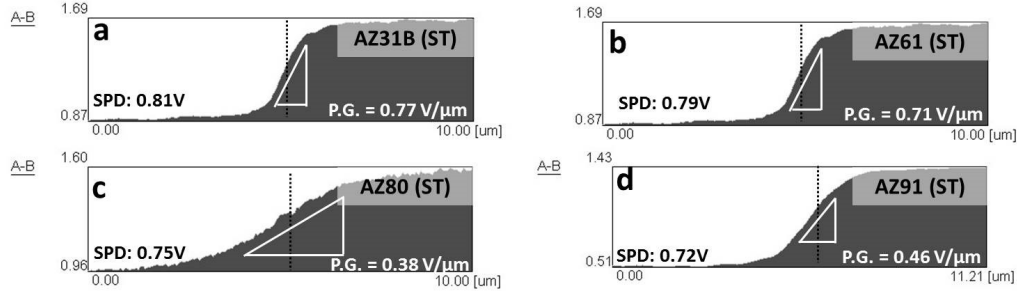 A-B
1.69
a
AZ31B (ST)
SPD: 0.81V
P.G. = 0.77 V/μm
0.87
0.00
10.00 [um]
1.69
b
AZ61 (ST)
SPD: 0.79V
P.G. = 0.71 V/μm
0.87
0.00
10.00 [um]
A-B
1.60
c
AZ80 (ST)
SPD: 0.75V
P.G. = 0.38 V/μm
0.96
0.00
10.00 [um]
A-B
1.43
d
AZ91 (ST)
SPD: 0.72V
P.G. = 0.46 V/μm
0.51
0.00
11.21 [um]